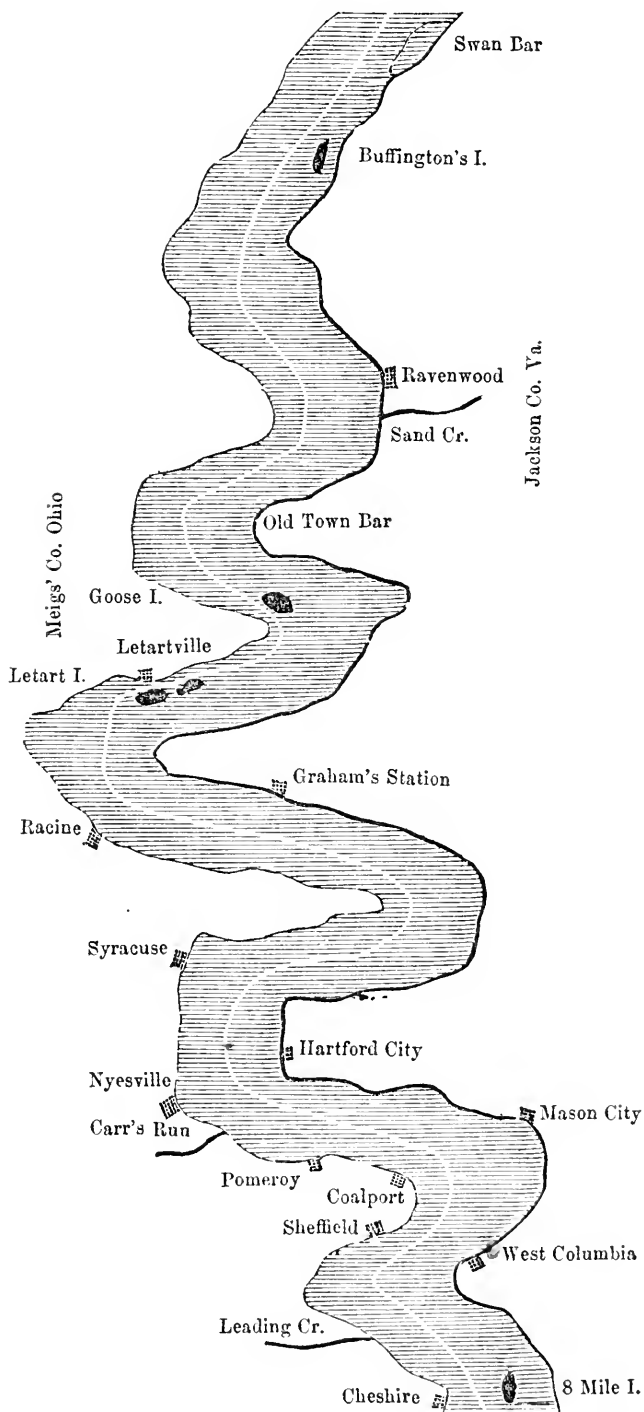 Swan Bar
Buffington's I.
Ravenwood
Jackson Co. Va.
Sand Cr.
Meigs' Co. Ohio
Old Town Bar
Goose I.
Letartville
Letart I.
Graham's Station
Racine
Syracuse
Hartford City
Nyesville
Mason City
Carr's Run
Pomeroy
Coalport
Sheffield
West Columbia
Leading Cr.
8 Mile I.
Cheshire